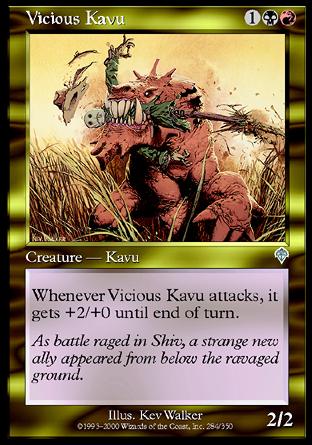 Vicious Kavu 1
KEV WALKER
Creature — Kavu
Whenever Vicious Kavu attacks, it
gets +2/+0 until end of turn.
As battle raged in Shiv, a strange new
ally appeared from below the ravaged
ground.
Illus. Kev Walker
2/2
©1993–2000 Wizards of the Coast, Inc. 284/350